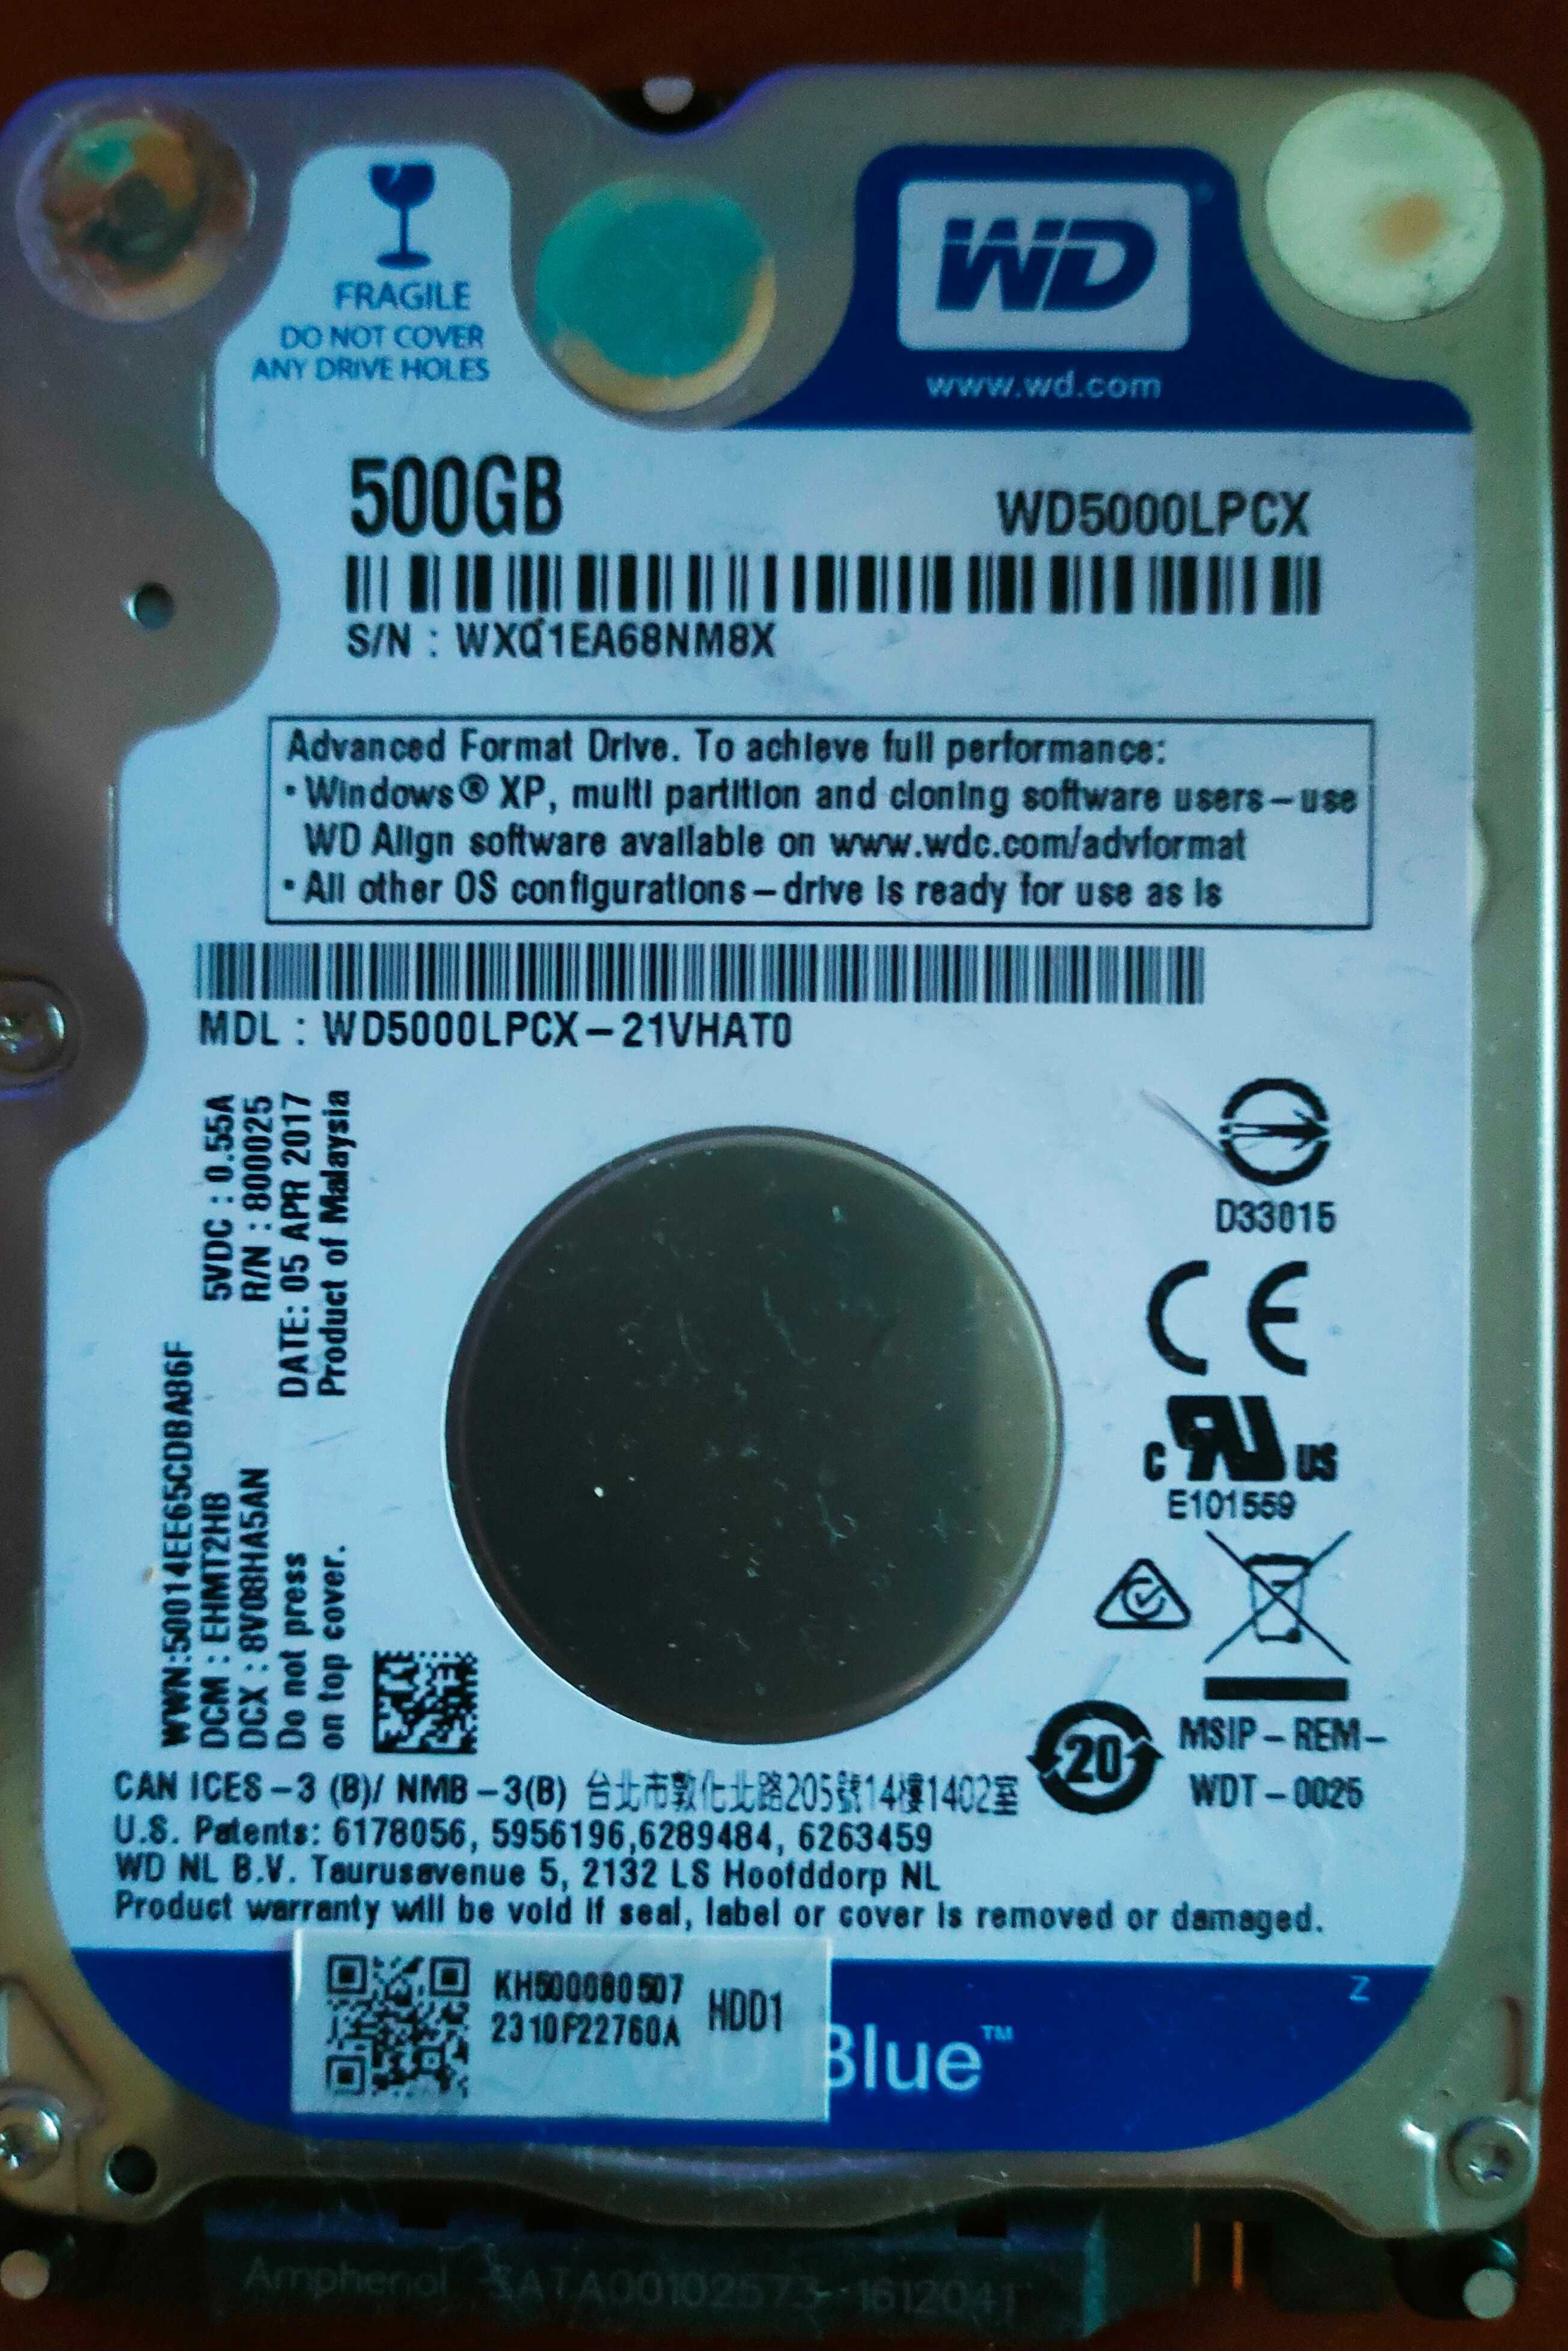 FRAGILE
DO NOT COVER
ANY DRIVE HOLES
WD
www.wd.com
500GB
WD5000LPCX
S/N : WXQ1EA68NM8X
Advanced Format Drive. To achieve full performance:
• Windows® XP, multi partition and cloning software users – use
WD Align software available on www.wdc.com/advformat
• All other OS configurations – drive is ready for use as is
MDL : WD5000LPCX – 21VHAT0
5VDC : 0.55A
R/N : 800025
DATE: 05 APR 2017
Product of Malaysia
WWN:50014EE65CDBA86F
DCM : EHMT2HB
DCX : 8V08HA5AN
Do not press
on top cover.
D33015
CE
C RU US
E101559
20
MSIP – REM –
WDT – 0025
CAN ICES – 3 (B)/ NMB – 3(B) 台北市敦化北路205號14樓1402室
U.S. Patents: 6178056, 5956196,6289484, 6263459
WD NL B.V. Taurusavenue 5, 2132 LS Hoofddorp NL
Product warranty will be void if seal, label or cover is removed or damaged.
KH500080507
2310F22760A
HDD1
Blue™
Z
Amphenol SATA00102573 1612041